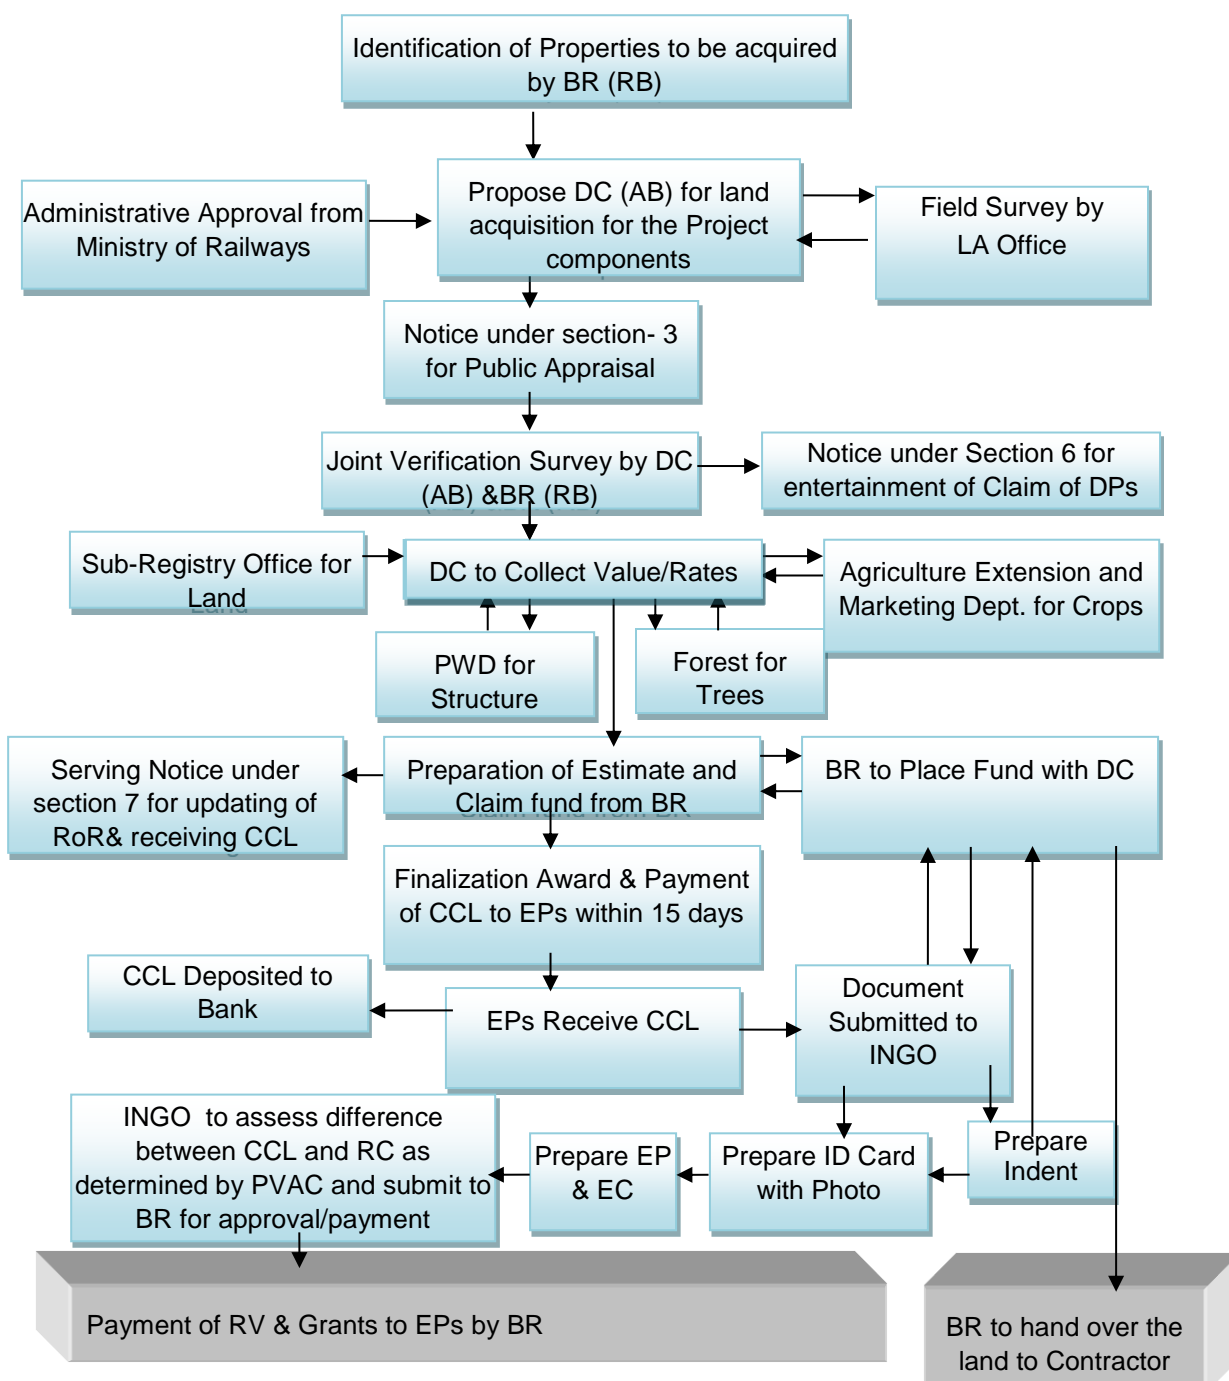 Identification of Properties to be acquired
by BR (RB)
Administrative Approval from
Ministry of Railways
Propose DC (AB) for land
acquisition for the Project
components
Field Survey by
LA Office
Notice under section- 3
for Public Appraisal
Joint Verification Survey by DC
(AB) &BR (RB)
Notice under Section 6 for
entertainment of Claim of DPs
Sub-Registry Office for
Land
DC to Collect Value/Rates
Agriculture Extension and
Marketing Dept. for Crops
PWD for
Structure
Forest for
Trees
Serving Notice under
section 7 for updating of
RoR& receiving CCL
Preparation of Estimate and
Claim fund from BR
BR to Place Fund with DC
Finalization Award & Payment
of CCL to EPs within 15 days
CCL Deposited to
Bank
EPs Receive CCL
Document
Submitted to
INGO
INGO  to assess difference
between CCL and RC as
determined by PVAC and submit to
BR for approval/payment
Prepare EP
& EC
Prepare ID Card
with Photo
Prepare
Indent
Payment of RV & Grants to EPs by BR
BR to hand over the
land to Contractor